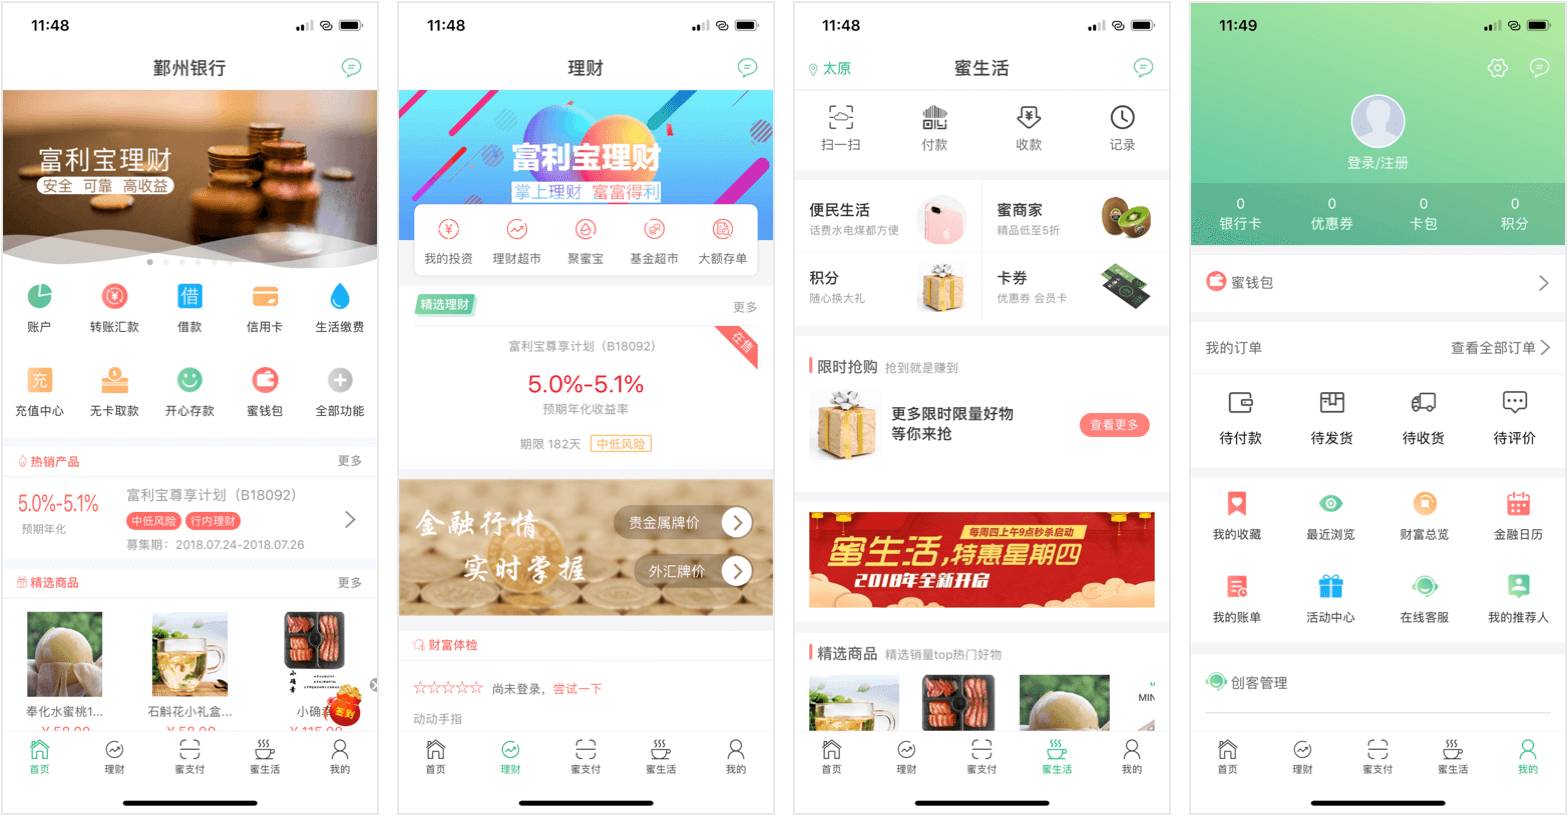 11:48
鄞州银行
富利宝理财
安全 可靠 高收益
账户
转账汇款
借
借款
信用卡
生活缴费
充
充值中心
无卡取款
开心存款
蜜钱包
全部功能
热销产品
更多
5.0%-5.1%
预期年化
富利宝尊享计划（B18092）
中低风险
行内理财
募集期：2018.07.24-2018.07.26
精选商品
更多
奉化水蜜桃1...
石斛花小礼盒...
小确幸
签到
首页
理财
蜜支付
蜜生活
我的
11:48
理财
富利宝理财
掌上理财 富富得利
我的投资
理财超市
聚蜜宝
基金超市
大额存单
精选理财
更多
在售
富利宝尊享计划（B18092）
5.0%-5.1%
预期年化收益率
期限 182天
中低风险
金融行情
实时掌握
贵金属牌价
外汇牌价
财富体检
尚未登录，尝试一下
动动手指
首页
理财
蜜支付
蜜生活
我的
11:48
太原
蜜生活
扫一扫
付款
收款
记录
便民生活
话费水电煤都方便
蜜商家
精品低至5折
积分
随心换大礼
卡券
优惠券 会员卡
限时抢购 抢到就是赚到
更多限时限量好物
等你来抢
查看更多
每周四上午9点秒杀启动
蜜生活,特惠星期四
2018年全新开启
精选商品 精选销量top热门好物
MIN
首页
理财
蜜支付
蜜生活
我的
11:49
登录/注册
0
银行卡
0
优惠券
0
卡包
0
积分
蜜钱包
我的订单
查看全部订单
待付款
待发货
待收货
待评价
我的收藏
最近浏览
财富总览
金融日历
我的账单
活动中心
在线客服
我的推荐人
创客管理
首页
理财
蜜支付
蜜生活
我的